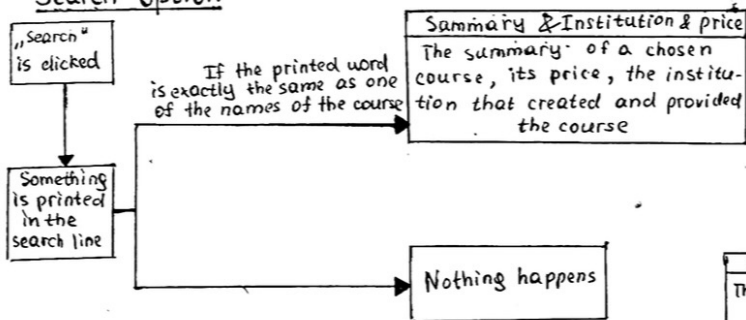 Search option
„Search“
is clicked
If the printed word
is exactly the same as one
of the names of the course
Summary & Institution & price
The summary of a chosen
course, its price, the institu-
tion that created and provided
the course
Something
is printed
in the
search line
Nothing happens